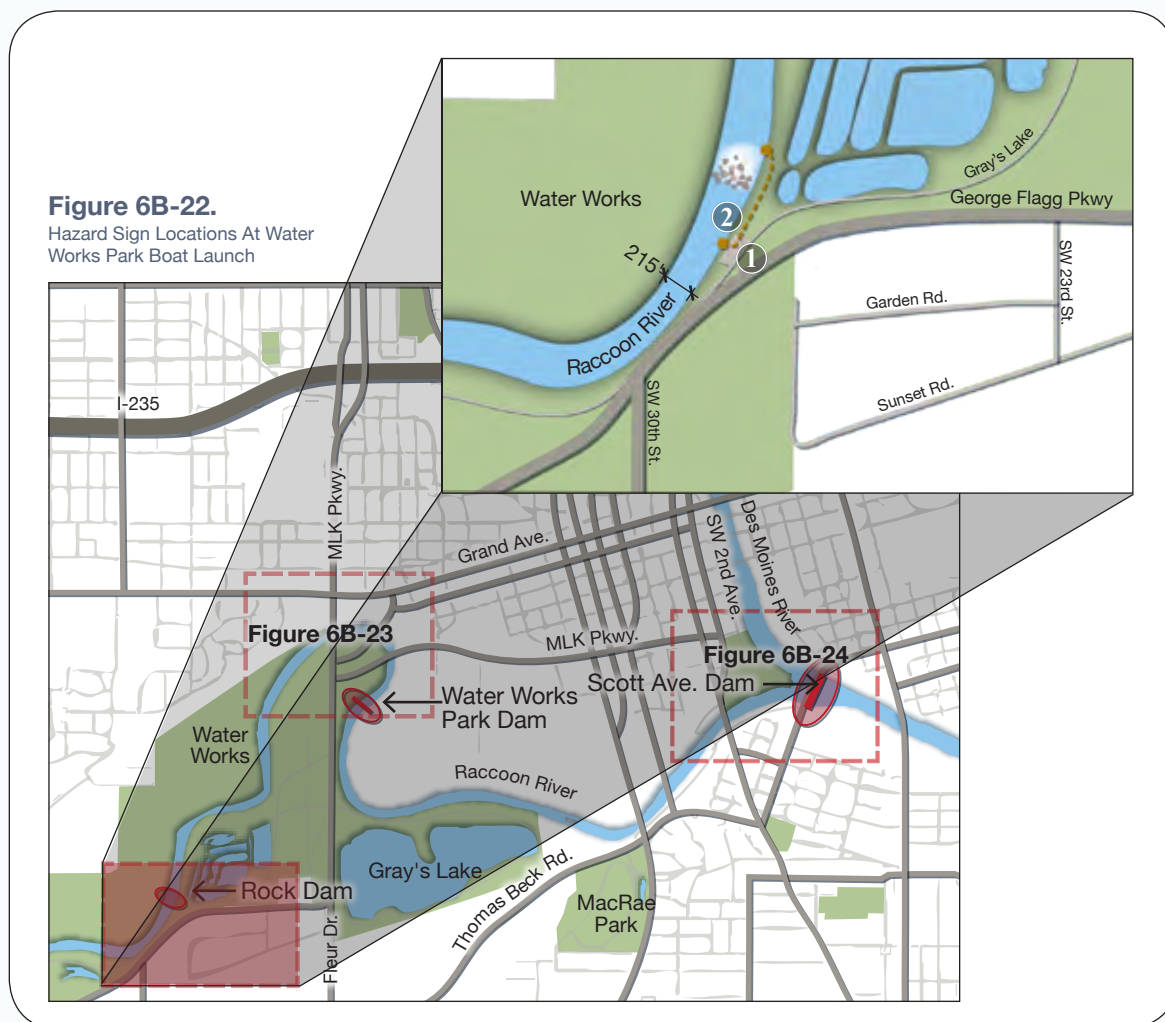 Figure 6B-22.
Hazard Sign Locations At Water
Works Park Boat Launch
Water Works
215'
Raccoon River
2
1
Gray's Lake
George Flagg Pkwy
SW 23rd St.
Garden Rd.
Sunset Rd.
SW 30th St.
I-235
MLK Pkwy.
Grand Ave.
SW 2nd Ave.
Des Moines River
Figure 6B-23
MLK Pkwy.
Figure 6B-24
Scott Ave. Dam
Water Works
Park Dam
Water
Works
Raccoon River
Gray's Lake
Rock Dam
Fleur Dr.
Thomas Beck Rd.
MacRae
Park